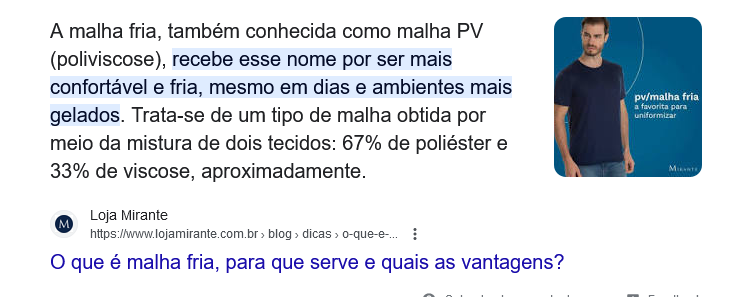 A malha fria, também conhecida como malha PV
(poliviscose), recebe esse nome por ser mais
confortável e fria, mesmo em dias e ambientes mais
gelados. Trata-se de um tipo de malha obtida por
meio da mistura de dois tecidos: 67% de poliéster e
33% de viscose, aproximadamente.
pv/malha fria
a favorita para
uniformizar
MIRANTE
M
Loja Mirante
https://www.lojamirante.com.br › blog › dicas › o-que-e-...
O que é malha fria, para que serve e quais as vantagens?